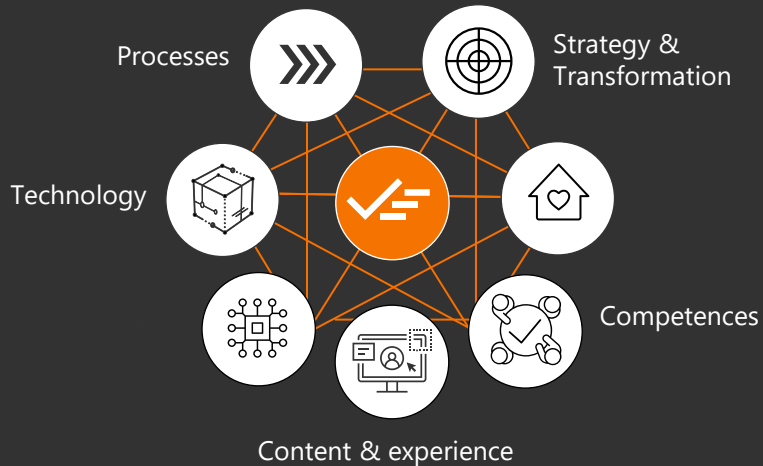 Processes
Strategy &
Transformation
Technology
Competences
Content & experience